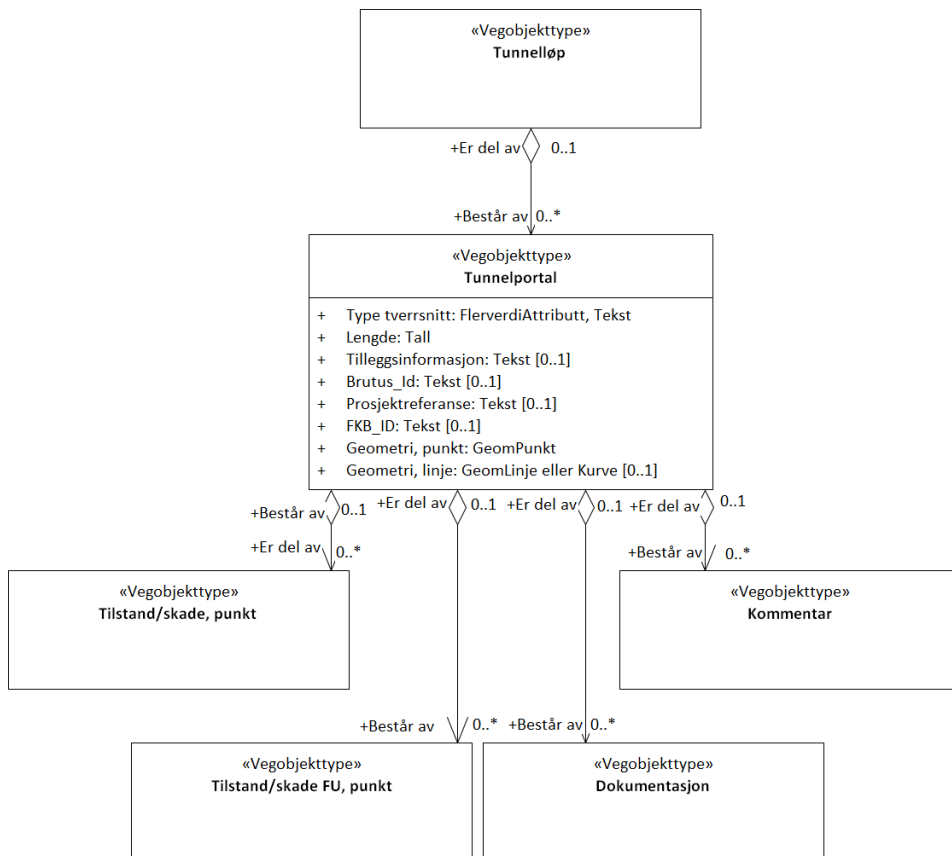 «Vegobjekttype»
Tunnelløp
+Er del av 0..1
+Består av 0..*
«Vegobjekttype»
Tunnelportal
+ Type tverrsnitt: FlerverdiAttributt, Tekst
+ Lengde: Tall
+ Tilleggsinformasjon: Tekst [0..1]
+ Brutus_Id: Tekst [0..1]
+ Prosjektreferanse: Tekst [0..1]
+ FKB_ID: Tekst [0..1]
+ Geometri, punkt: GeomPunkt
+ Geometri, linje: GeomLinje eller Kurve [0..1]
+Består av 0..1
+Er del av 0..1
+Er del av 0..1
+Er del av 0..1
+Er del av 0..*
+Består av 0..*
«Vegobjekttype»
Tilstand/skade, punkt
«Vegobjekttype»
Kommentar
+Består av 0..*
+Består av 0..*
«Vegobjekttype»
Tilstand/skade FU, punkt
«Vegobjekttype»
Dokumentasjon